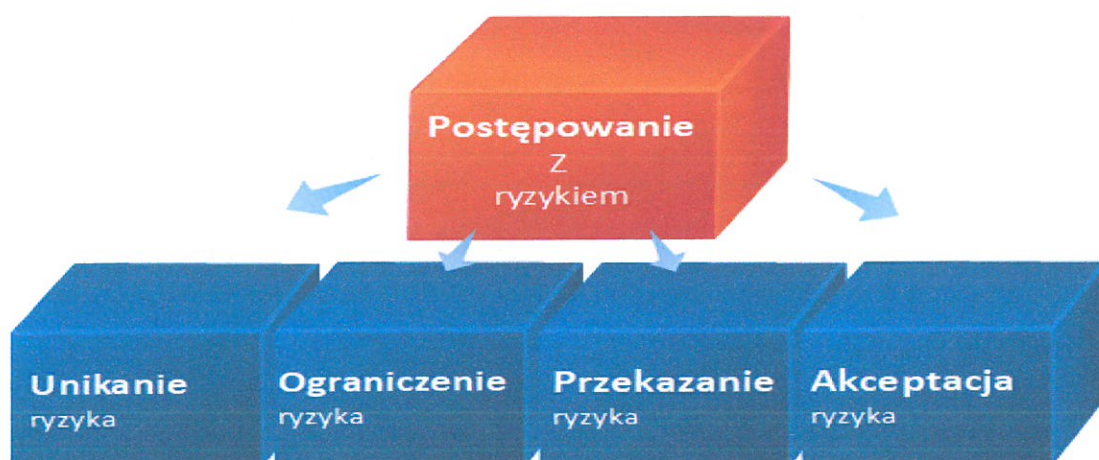 Postępowanie
Z
ryzykiem
Unikanie
ryzyka
Ograniczenie
ryzyka
Przekazanie
ryzyka
Akceptacja
ryzyka